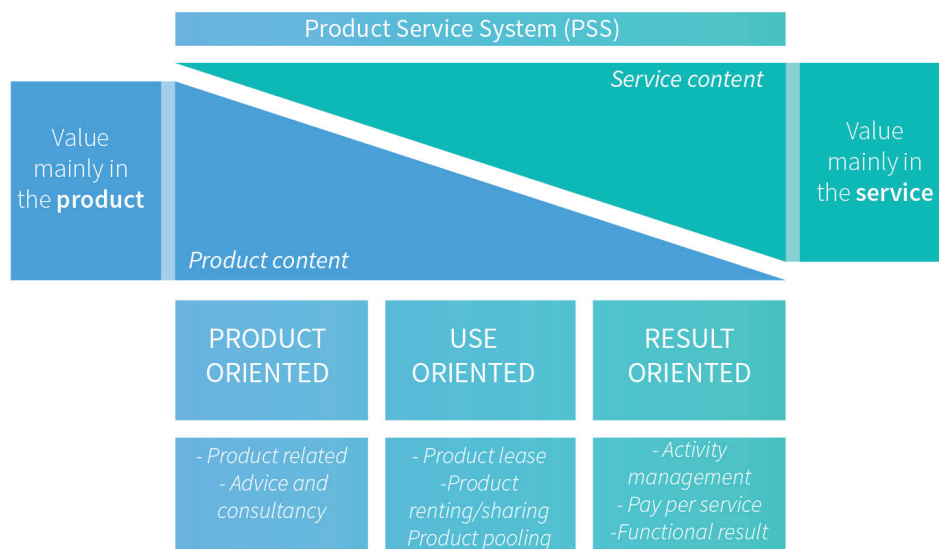 Product Service System (PSS)
Service content
Value
mainly in
the product
Value
mainly in
the service
Product content
PRODUCT
ORIENTED
USE
ORIENTED
RESULT
ORIENTED
- Product related
- Advice and
consultancy
- Product lease
-Product
renting/sharing
Product pooling
- Activity
management
- Pay per service
-Functional result